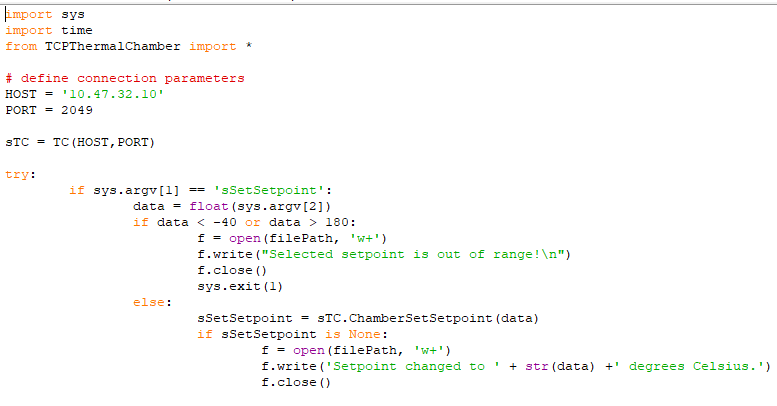 import sys
import time
from TCPThermalChamber import *

# define connection parameters
HOST = '10.47.32.10'
PORT = 2049

sTC = TC(HOST,PORT)

try:
        if sys.argv[1] == 'sSetSetpoint':
                data = float(sys.argv[2])
                if data < -40 or data > 180:
                        f = open(filePath, 'w+')
                        f.write("Selected setpoint is out of range!\n")
                        f.close()
                        sys.exit(1)
                else:
                        sSetSetpoint = sTC.ChamberSetSetpoint(data)
                        if sSetSetpoint is None:
                                f = open(filePath, 'w+')
                                f.write('Setpoint changed to ' + str(data) +' degrees Celsius.')
                                f.close()